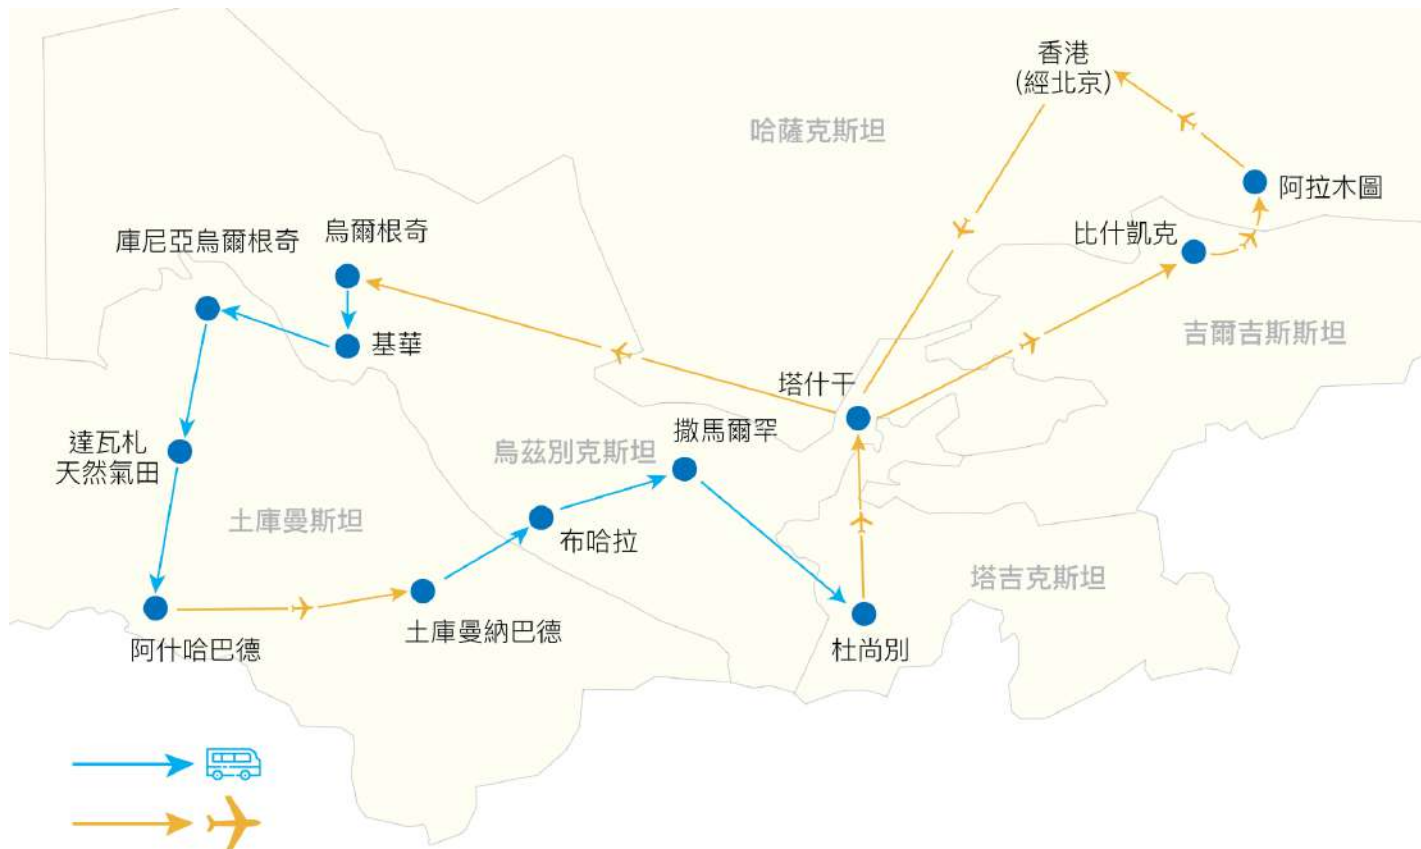 香港
(經北京)
哈薩克斯坦
阿拉木圖
比什凱克
烏爾根奇
庫尼亞烏爾根奇
基華
吉爾吉斯斯坦
塔什干
撒馬爾罕
達瓦札
天然氣田
烏茲別克斯坦
土庫曼斯坦
布哈拉
塔吉克斯坦
土庫曼納巴德
阿什哈巴德
杜尚別